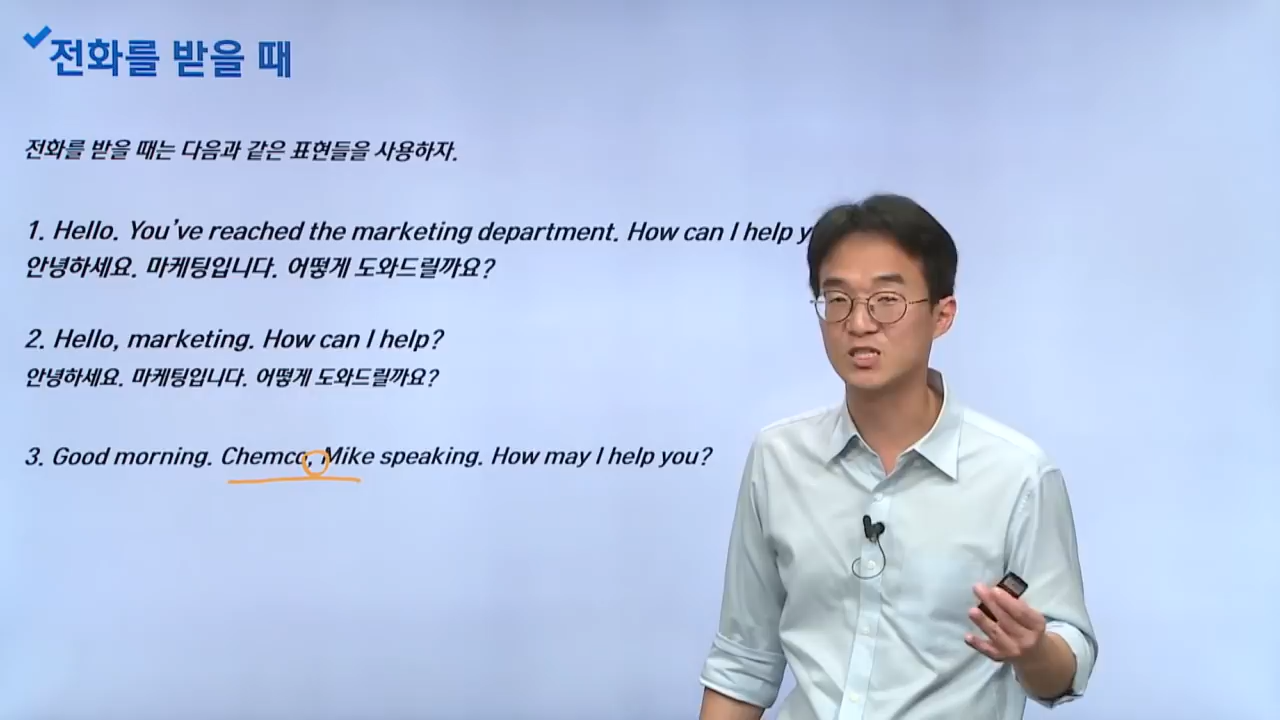 전화를 받을 때
전화를 받을 때는 다음과 같은 표현들을 사용하자.
1. Hello. You've reached the marketing department. How can I help
안녕하세요. 마케팅입니다. 어떻게 도와드릴까요?
2. Hello, marketing. How can I help?
안녕하세요. 마케팅입니다. 어떻게 도와드릴까요?
3. Good morning. Chemco, Mike speaking. How may I help you?